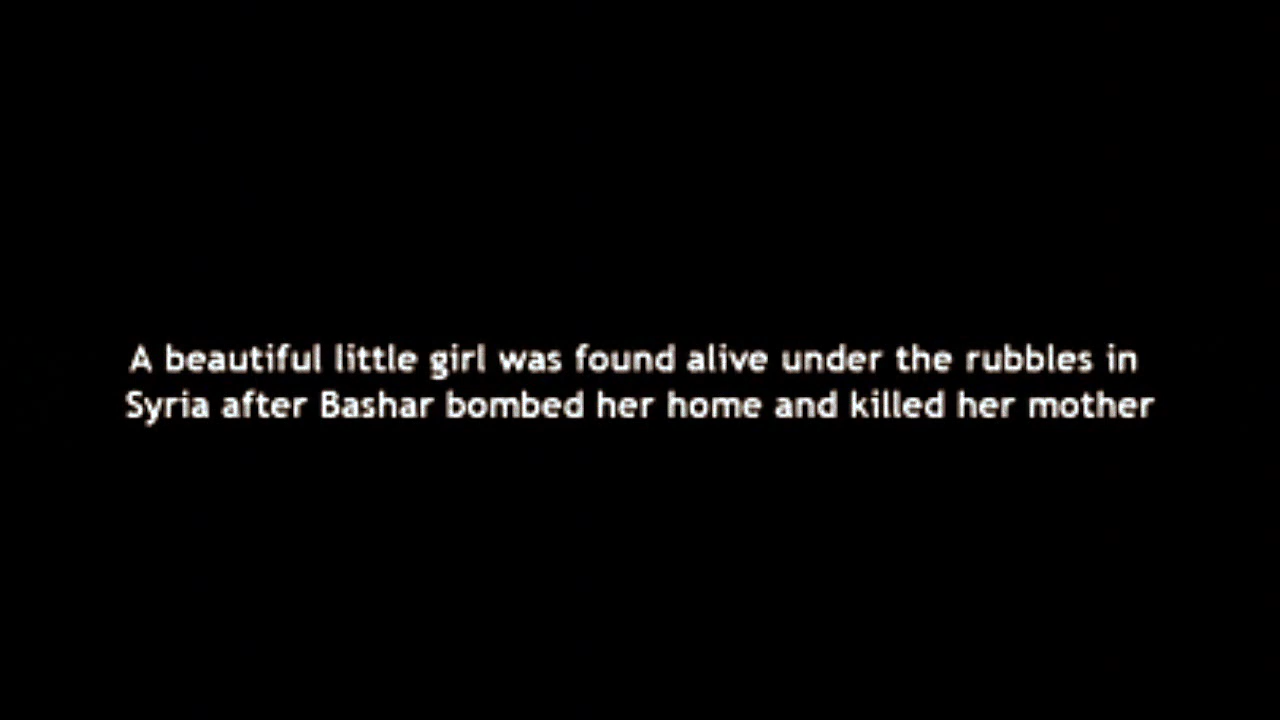 A beautiful little girl was found alive under the rubbles in
Syria after Bashar bombed her home and killed her mother